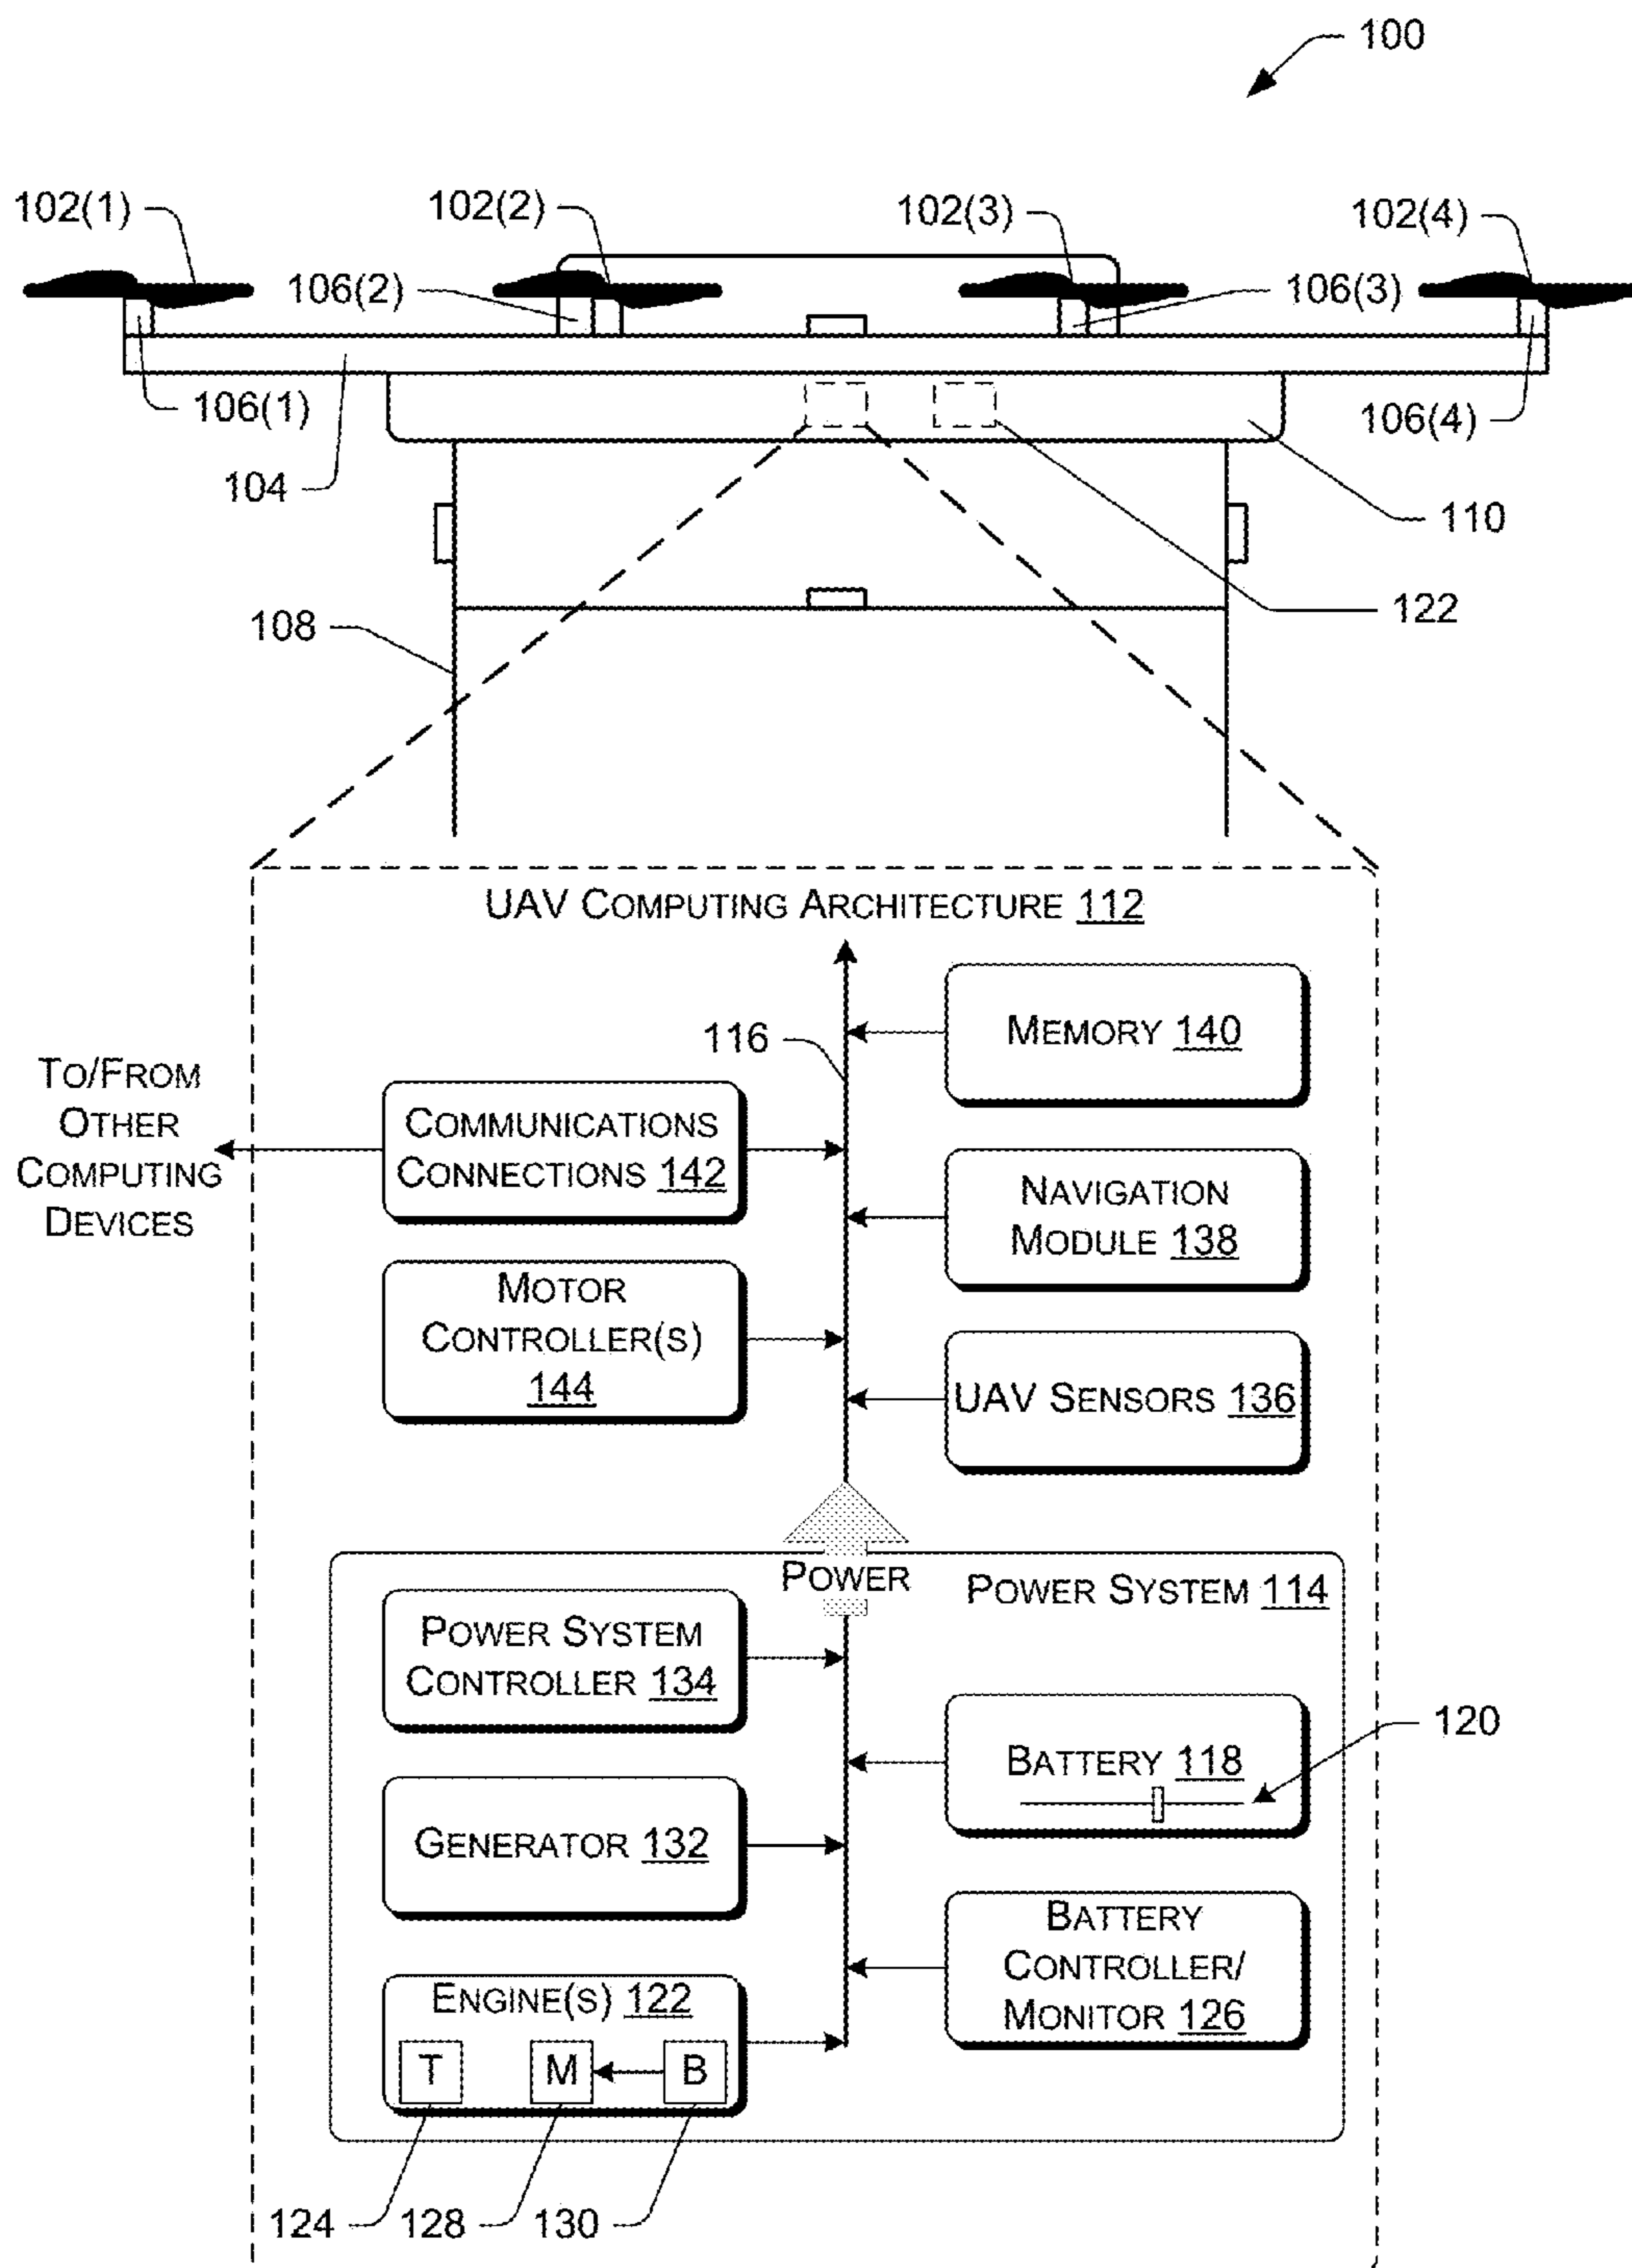 100
102(1)
102(2)
102(3)
102(4)
106(2)
106(3)
106(1)
106(4)
104
110
122
108
UAV COMPUTING ARCHITECTURE 112
116
MEMORY 140
TO/FROM
OTHER
COMPUTING
DEVICES
COMMUNICATIONS
CONNECTIONS 142
NAVIGATION
MODULE 138
MOTOR
CONTROLLER(S)
144
UAV SENSORS 136
POWER
POWER SYSTEM 114
POWER SYSTEM
CONTROLLER 134
120
BATTERY 118
GENERATOR 132
BATTERY
CONTROLLER/
MONITOR 126
ENGINE(S) 122
T
M
B
124
128
130